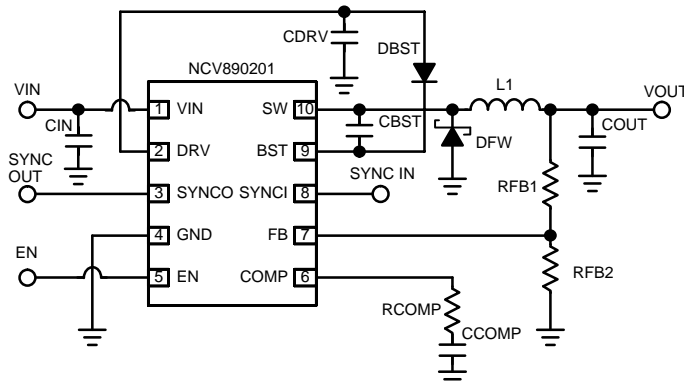 CDRV
DBST
NCV890201
L1
VIN
VOUT
1 VIN
SW 10
CIN
CBST
COUT
2 DRV
BST 9
DFW
SYNC
OUT
SYNC IN
RFB1
3 SYNCO
SYNCI 8
4 GND
FB 7
EN
RFB2
5 EN
COMP 6
RCOMP
CCOMP